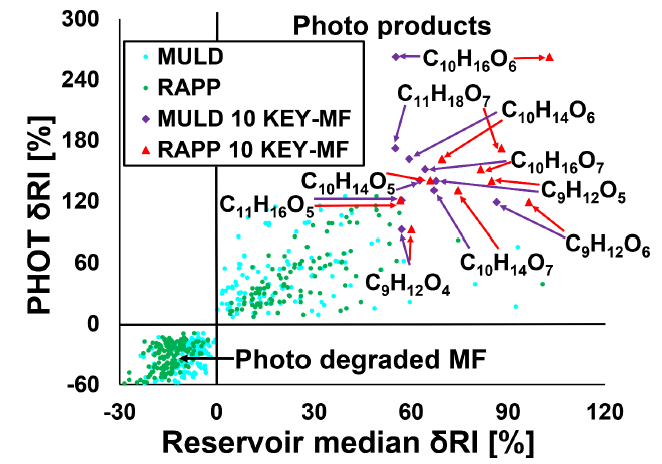 Photo products
300
240
180
120
60
0
-60
PHOT δRI [%]
MULD
RAPP
MULD 10 KEY-MF
RAPP 10 KEY-MF
C₁₀H₁₆O₆
C₁₁H₁₈O₇
C₁₀H₁₄O₆
C₁₀H₁₆O₇
C₁₀H₁₄O₅
C₉H₁₂O₅
C₁₁H₁₆O₅
C₉H₁₂O₆
C₁₀H₁₄O₇
C₉H₁₂O₄
Photo degraded MF
-30 0 30 60 90 120
Reservoir median δRI [%]